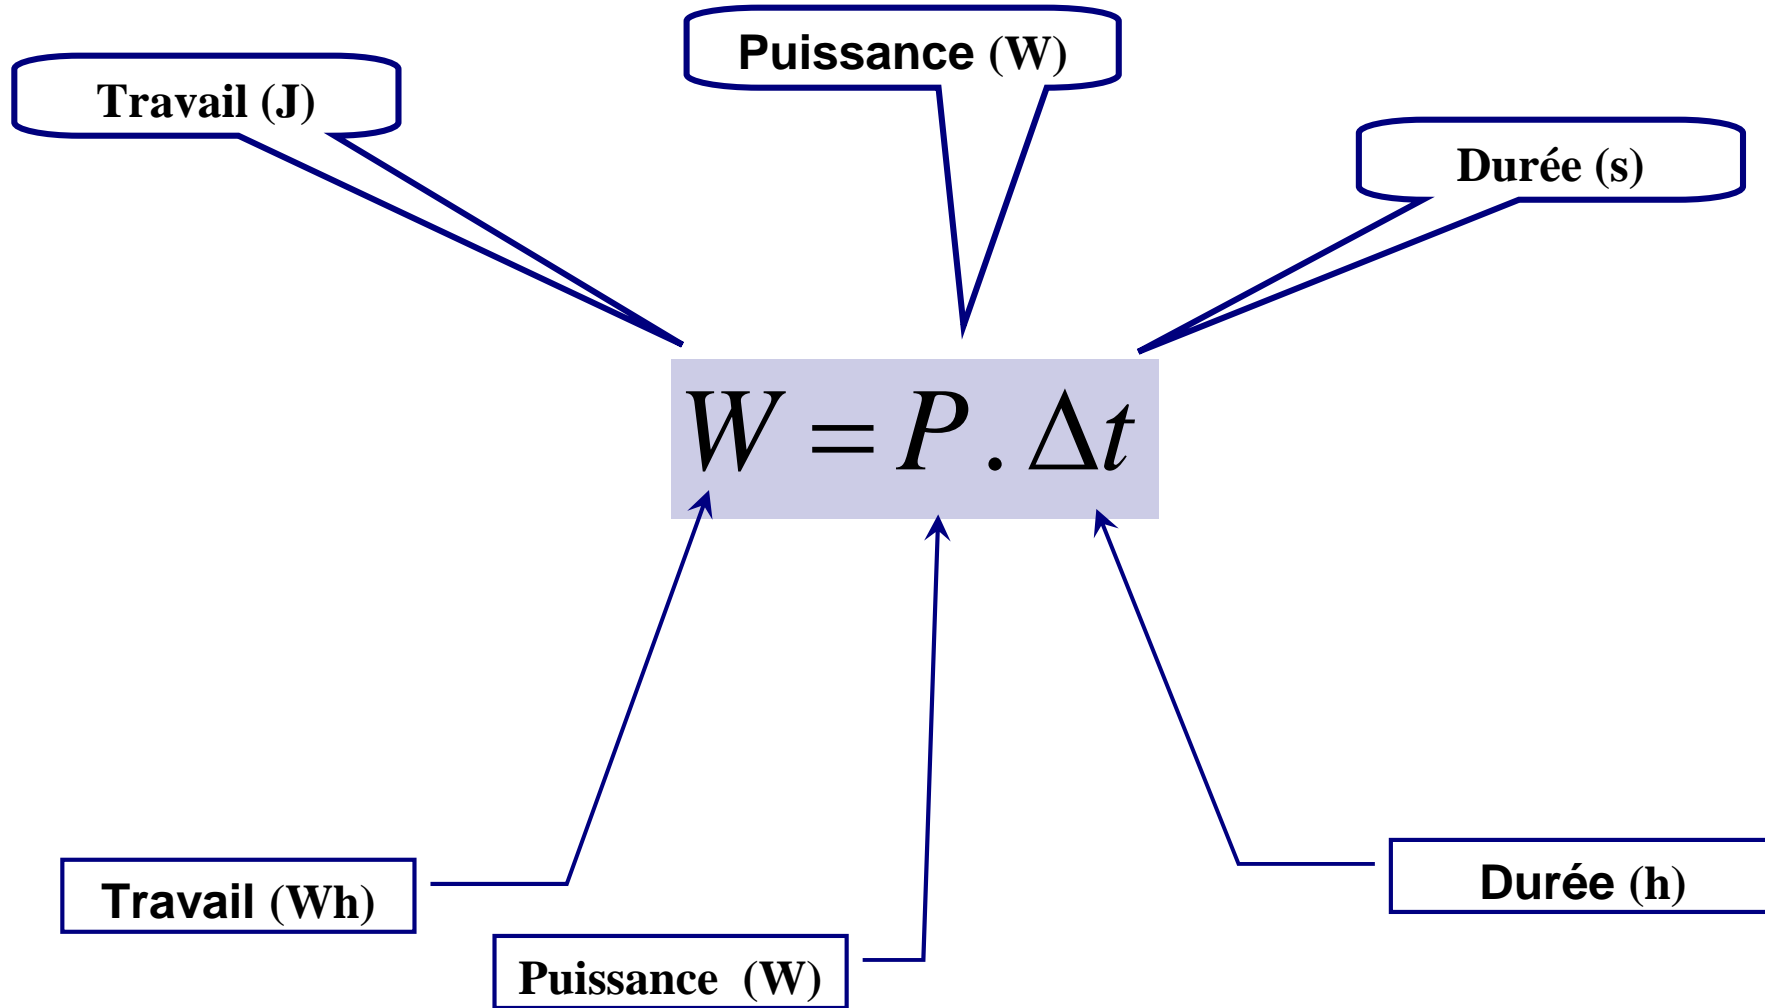 Puissance (W)
Travail (J)
Durée (s)
W = P . Δt
Travail (Wh)
Durée (h)
Puissance (W)